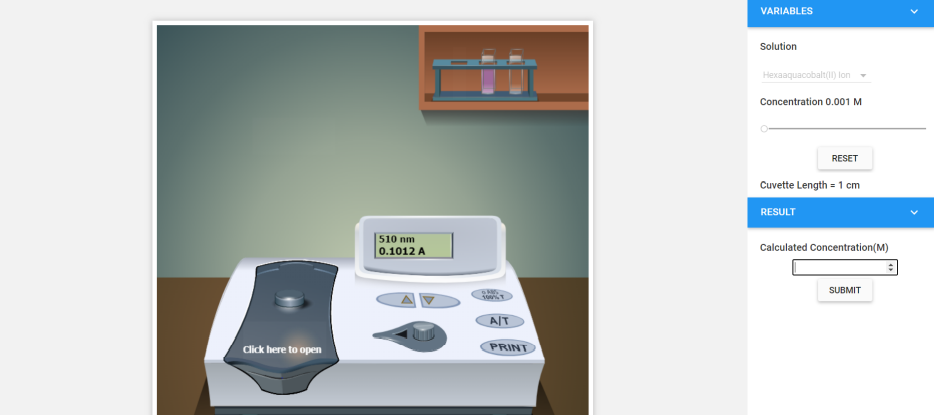 VARIABLES
Solution
Hexaaquacobalt(II) Ion
Concentration 0.001 M
RESET
Cuvette Length = 1 cm
RESULT
Calculated Concentration(M)
SUBMIT
510 nm
0.1012 A
0 ABS
100% T
A/T
PRINT
Click here to open